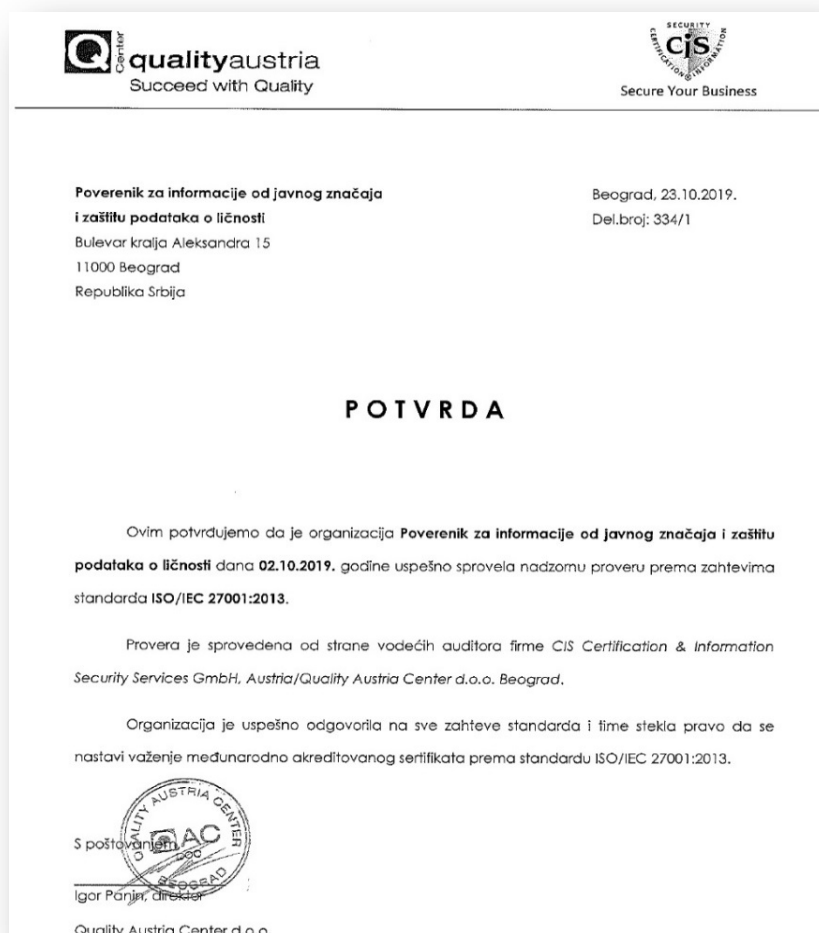 Q Center
qualityaustria
Succeed with Quality
SECURITY
CERTIFICATION @ INFORMATION
CiS
Secure Your Business
Poverenik za informacije od javnog značaja
i zaštitu podataka o ličnosti
Bulevar kralja Aleksandra 15
11000 Beograd
Republika Srbija
Beograd, 23.10.2019.
Del.broj: 334/1
POTVRDA
Ovim potvrđujemo da je organizacija Poverenik za informacije od javnog značaja i zaštitu
podataka o ličnosti dana 02.10.2019. godine uspešno sprovela nadzornu proveru prema zahtevima
standarda ISO/IEC 27001:2013.
Provera je sprovedena od strane vodećih auditora firme CIS Certification & Information
Security Services GmbH, Austria/Quality Austria Center d.o.o. Beograd.
Organizacija je uspešno odgovorila na sve zahteve standarda i time stekla pravo da se
nastavi važenje međunarodno akreditovanog sertifikata prema standardu ISO/IEC 27001:2013.
QUALITY AUSTRIA CENTER
QAC
DOO
BEOGRAD
S poštovanjem,
Igor Panin, direktor
Quality Austria Center d.o.o.